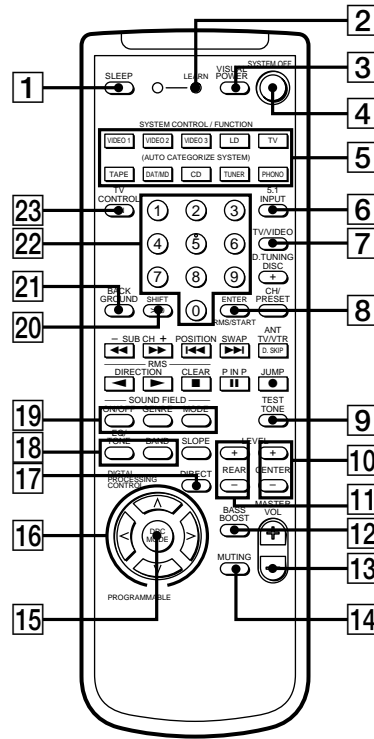 2
3
VISUAL
POWER
SYSTEM OFF
1
SLEEP
LEARN
4
SYSTEM CONTROL / FUNCTION
VIDEO 1 VIDEO 2 VIDEO 3 LD TV
5
(AUTO CATEGORIZE SYSTEM)
TAPE DAT/MD CD TUNER PHONO
23
TV
CONTROL
5.1
INPUT
6
1 2 3
22
TV/VIDEO
7
4 5 6
D.TUNING
DISC
+
7 8 9
21
BACK
GROUND
SHIFT
>10
0
ENTER
RMS/START
CH/
PRESET
8
20
– SUB CH + POSITION SWAP
ANT
TV/VTR
D. SKIP
RMS
DIRECTION CLEAR P IN P JUMP
SOUND FIELD
19
ON/OFF GENRE MODE
TEST
TONE
9
18
EQ/
TONE BAND SLOPE
LEVEL
+ REAR –
+ CENTER –
10
17
DIGITAL
PROCESSING
CONTROL
DIRECT
11
16
BASS
BOOST
MASTER
VOL
+
–
12
DPC
MODE
13
15
MUTING
14
PROGRAMMABLE